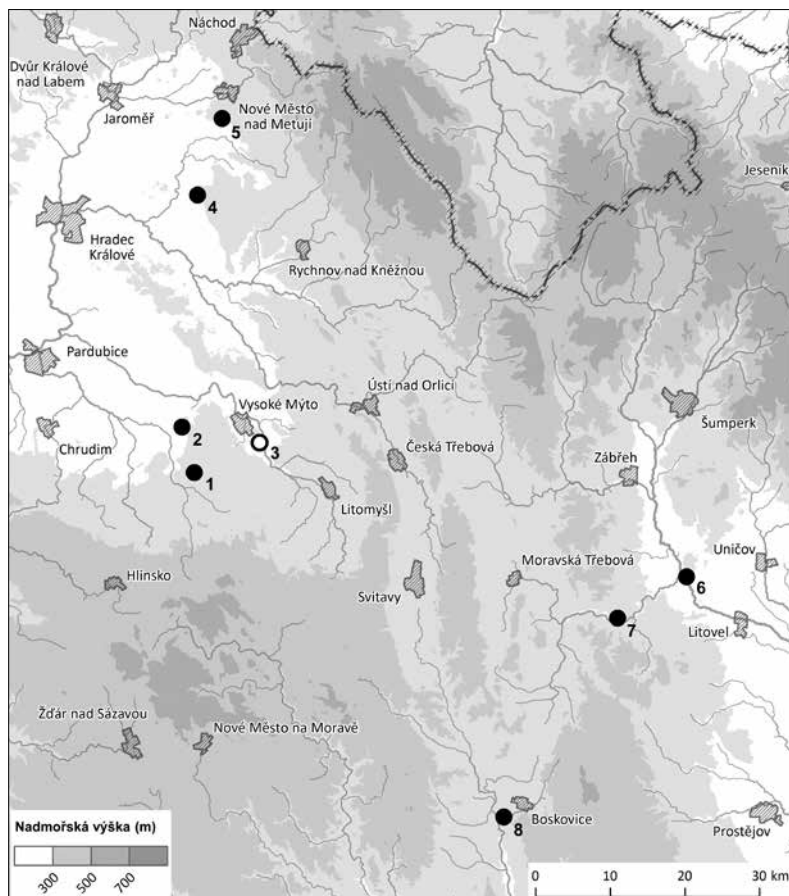 Náchod
Dvůr Králové
nad Labem
Jaroměř
Nové Město
nad Metují
5
Jeseník
4
Hradec
Králové
Rychnov nad Kněžnou
Pardubice
Ústí nad Orlicí
Vysoké Mýto
Šumperk
2
Chrudim
3
Česká Třebová
Zábřeh
1
Litomyšl
Uničov
Moravská Třebová
Hlinsko
6
Svitavy
7
Litovel
Žďár nad Sázavou
Nové Město na Moravě
Nadmořská výška (m)
300
500
700
8
Boskovice
Prostějov
0
10
20
30 km